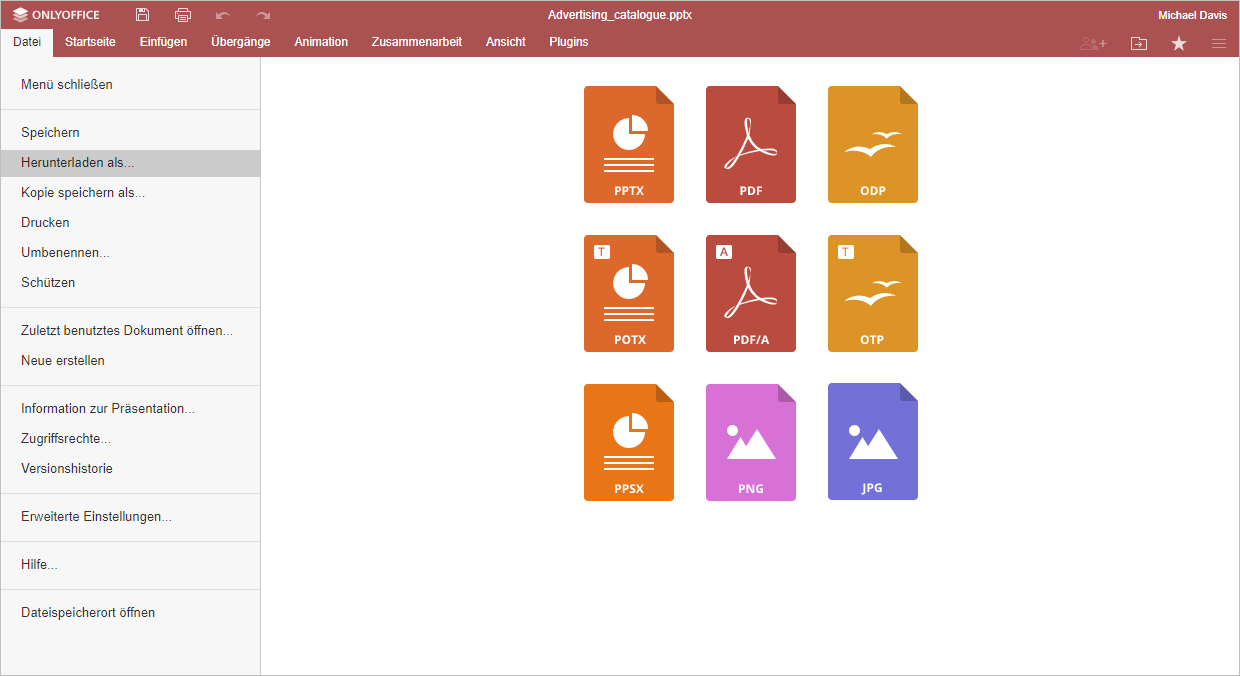 ONLYOFFICE
Advertising_catalogue.pptx
Michael Davis
Datei Startseite Einfügen Übergänge Animation Zusammenarbeit Ansicht Plugins
Menü schließen
Speichern
Herunterladen als...
Kopie speichern als...
Drucken
Umbenennen...
Schützen
Zuletzt benutztes Dokument öffnen...
Neue erstellen
Information zur Präsentation...
Zugriffsrechte...
Versionshistorie
Erweiterte Einstellungen...
Hilfe...
Dateispeicherort öffnen
PPTX PDF ODP
T A T
POTX PDF/A OTP
PPSX PNG JPG